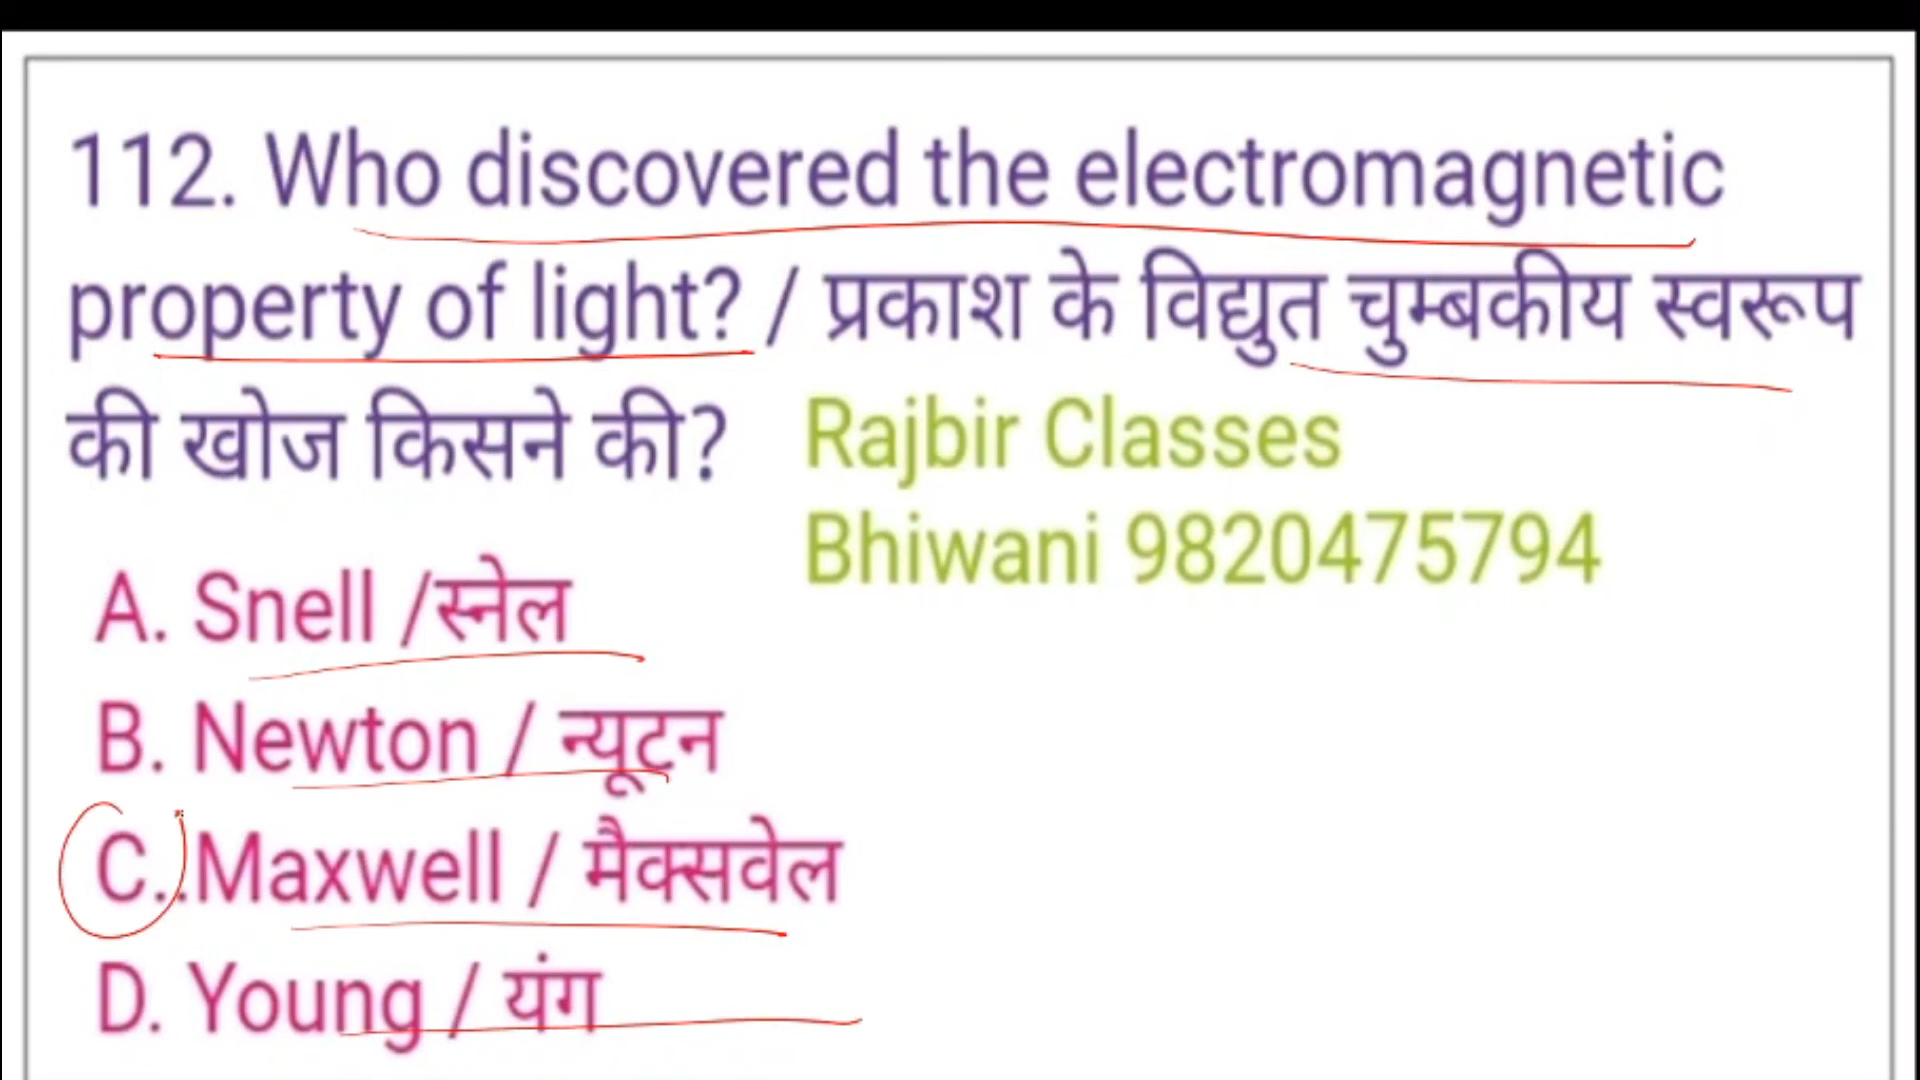 112. Who discovered the electromagnetic
property of light? / प्रकाश के विद्युत चुम्बकीय स्वरूप
की खोज किसने की?
Rajbir Classes
Bhiwani 9820475794
A. Snell /स्नेल
B. Newton / न्यूटन
C..Maxwell / मैक्सवेल
D. Young / यंग